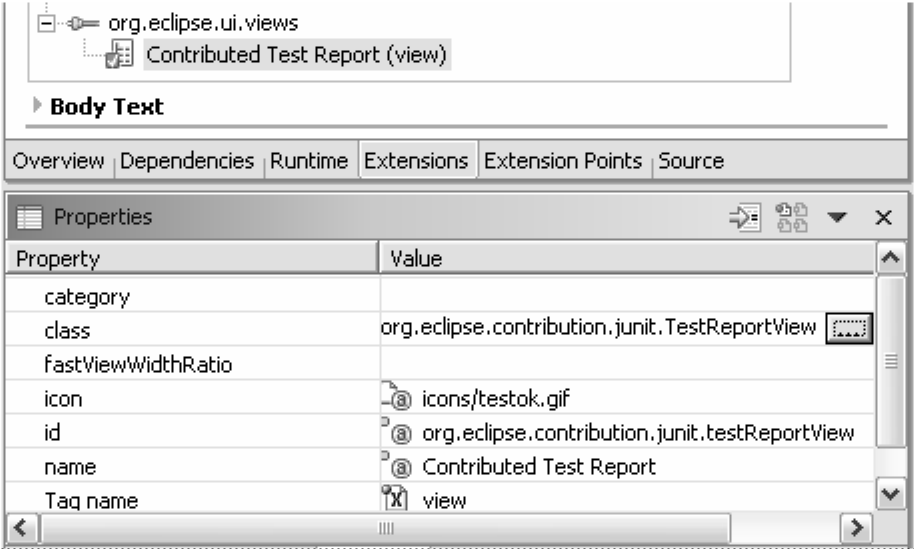 org.eclipse.ui.views
Contributed Test Report (view)
Body Text
Overview Dependencies Runtime Extensions Extension Points Source
Properties
Property Value
category
class org.eclipse.contribution.junit.TestReportView ...
fastViewWidthRatio
icon icons/testok.gif
id org.eclipse.contribution.junit.testReportView
name Contributed Test Report
Tag name view